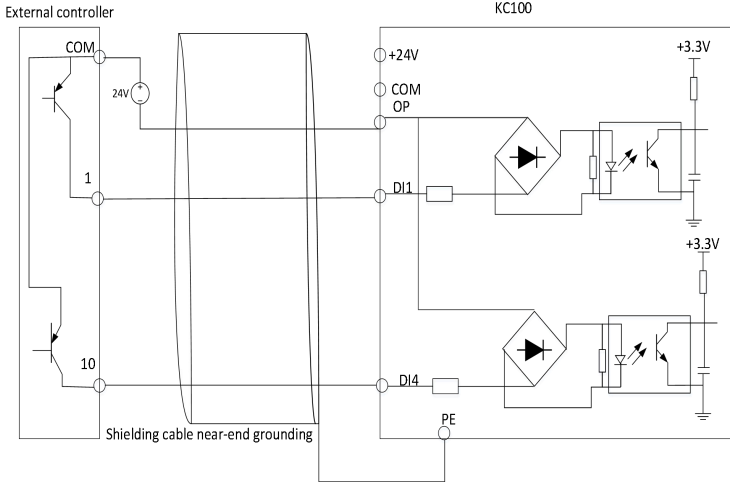 External controller
KC100
COM
+24V
+3.3V
24V
+
−
COM
OP
1
DI1
+3.3V
10
DI4
PE
Shielding cable near-end grounding